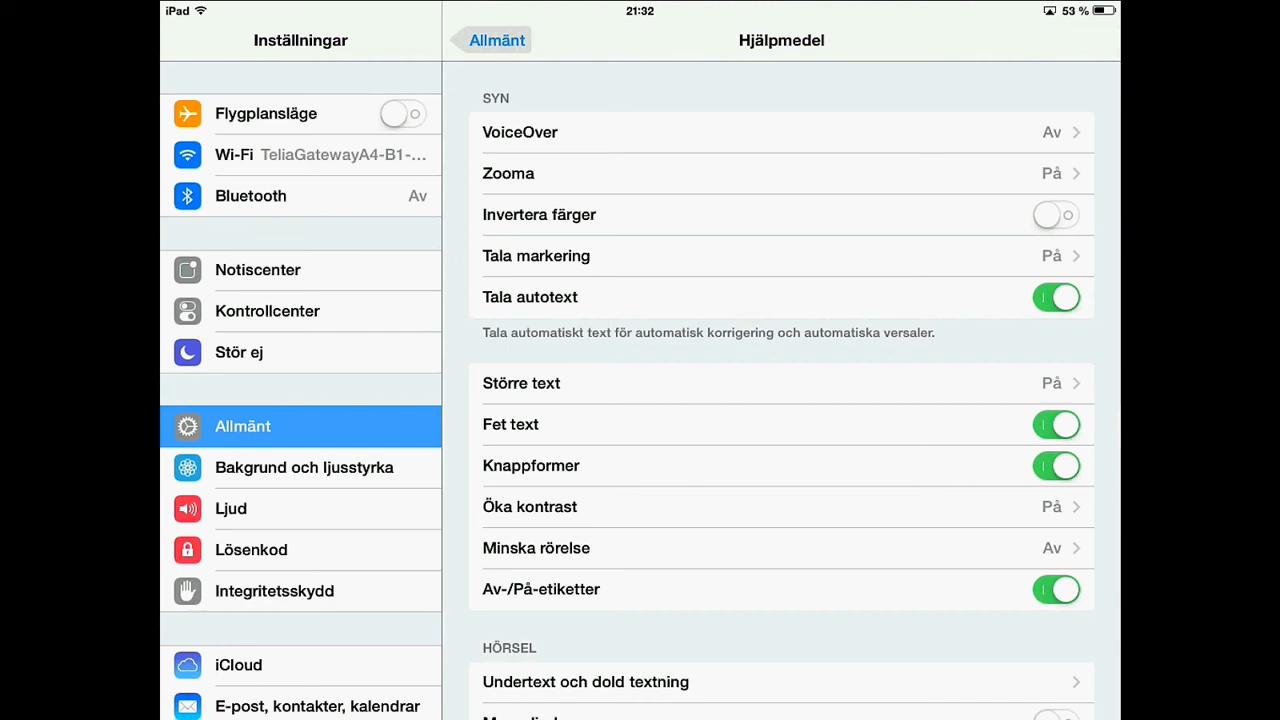 iPad
21:32
53 %
Inställningar
Allmänt
Hjälpmedel
Flygplansläge
Wi-Fi TeliaGatewayA4-B1-...
Bluetooth Av
Notiscenter
Kontrollcenter
Stör ej
Allmänt
Bakgrund och ljusstyrka
Ljud
Lösenkod
Integritetsskydd
iCloud
E-post, kontakter, kalendrar
SYN
VoiceOver Av
Zooma På
Invertera färger
Tala markering På
Tala autotext
Tala automatiskt text för automatisk korrigering och automatiska versaler.
Större text På
Fet text
Knappformer
Öka kontrast På
Minska rörelse Av
Av-/På-etiketter
HÖRSEL
Undertext och dold textning